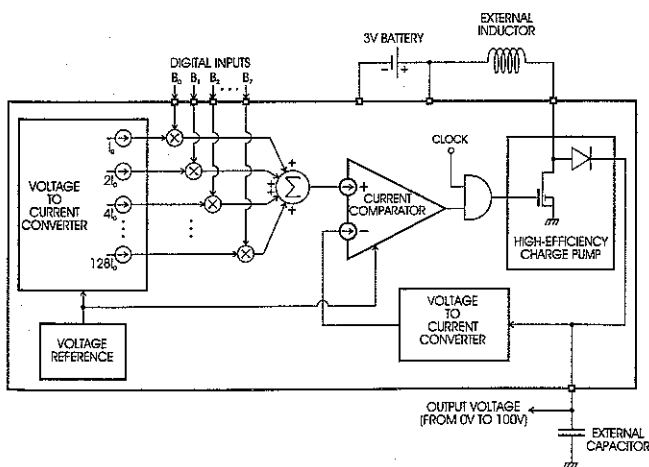 EXTERNAL
INDUCTOR
3V BATTERY
- +
DIGITAL INPUTS
B₀ B₁ B₂ ... B₇
CLOCK
I₀
2I₀
4I₀
128I₀
VOLTAGE
TO
CURRENT
CONVERTER
+
+
+
+
Σ
+
CURRENT
COMPARATOR
-
HIGH-EFFICIENCY
CHARGE PUMP
VOLTAGE
TO
CURRENT
CONVERTER
VOLTAGE
REFERENCE
OUTPUT VOLTAGE
(FROM 0V TO 100V)
EXTERNAL
CAPACITOR